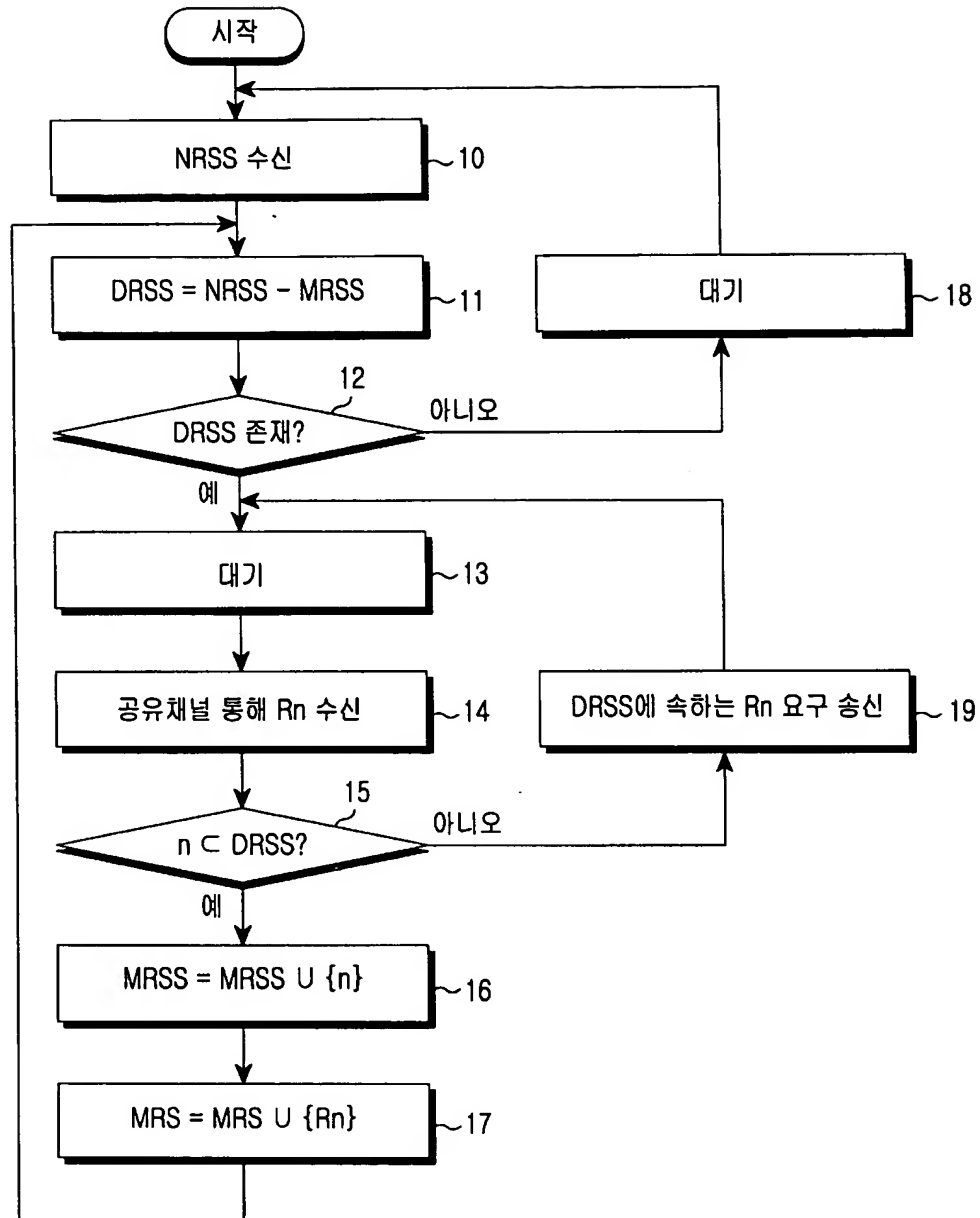 시작
NRSS 수신
10
DRSS = NRSS - MRSS
11
대기
18
12
DRSS 존재?
아니오
예
대기
13
공유채널 통해 Rn 수신
14
DRSS에 속하는 Rn 요구 송신
19
15
n ⊂ DRSS?
아니오
예
MRSS = MRSS ∪ {n}
16
MRS = MRS ∪ {Rn}
17